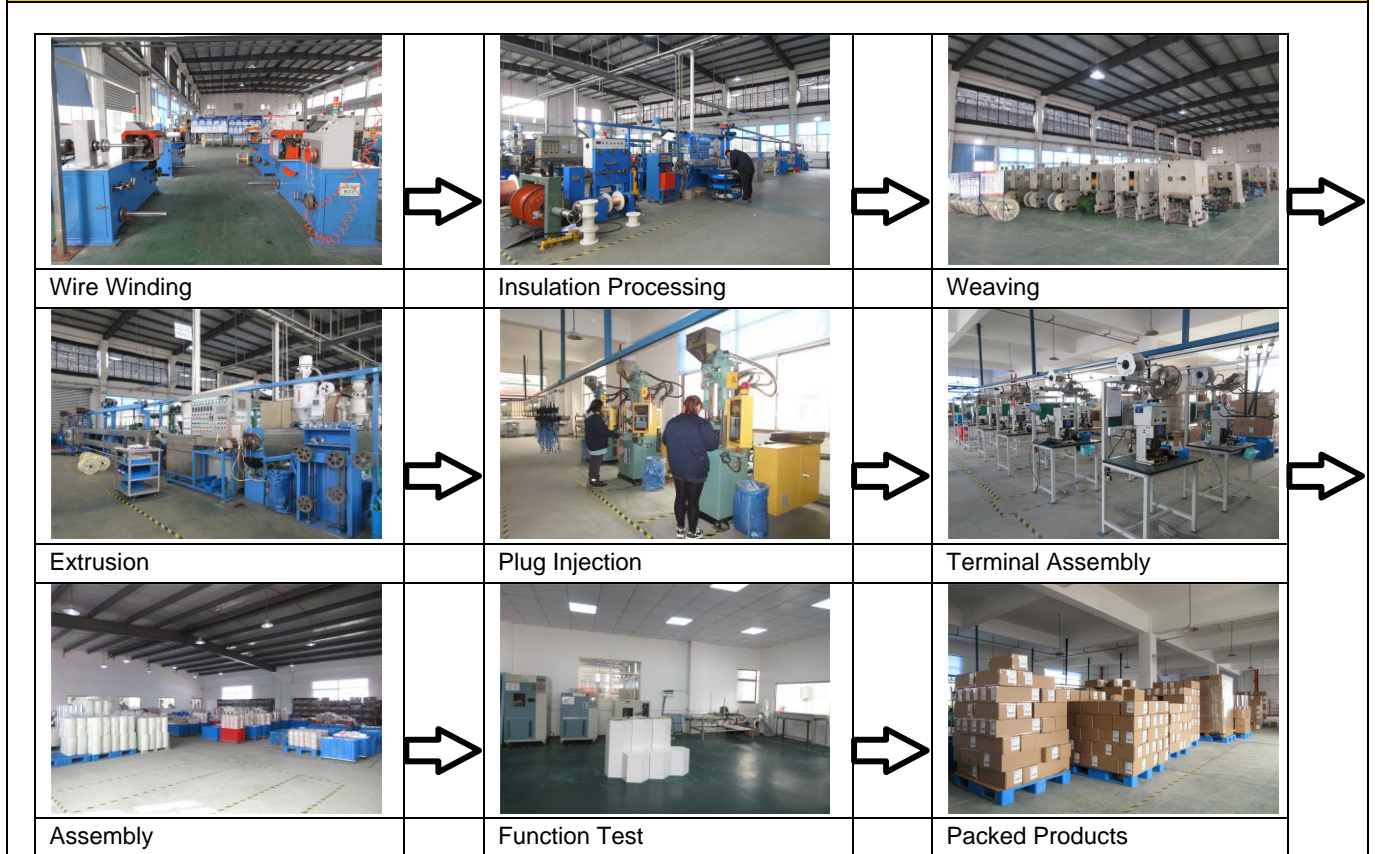 Wire Winding
Insulation Processing
Weaving
Extrusion
Plug Injection
Terminal Assembly
Assembly
Function Test
Packed Products